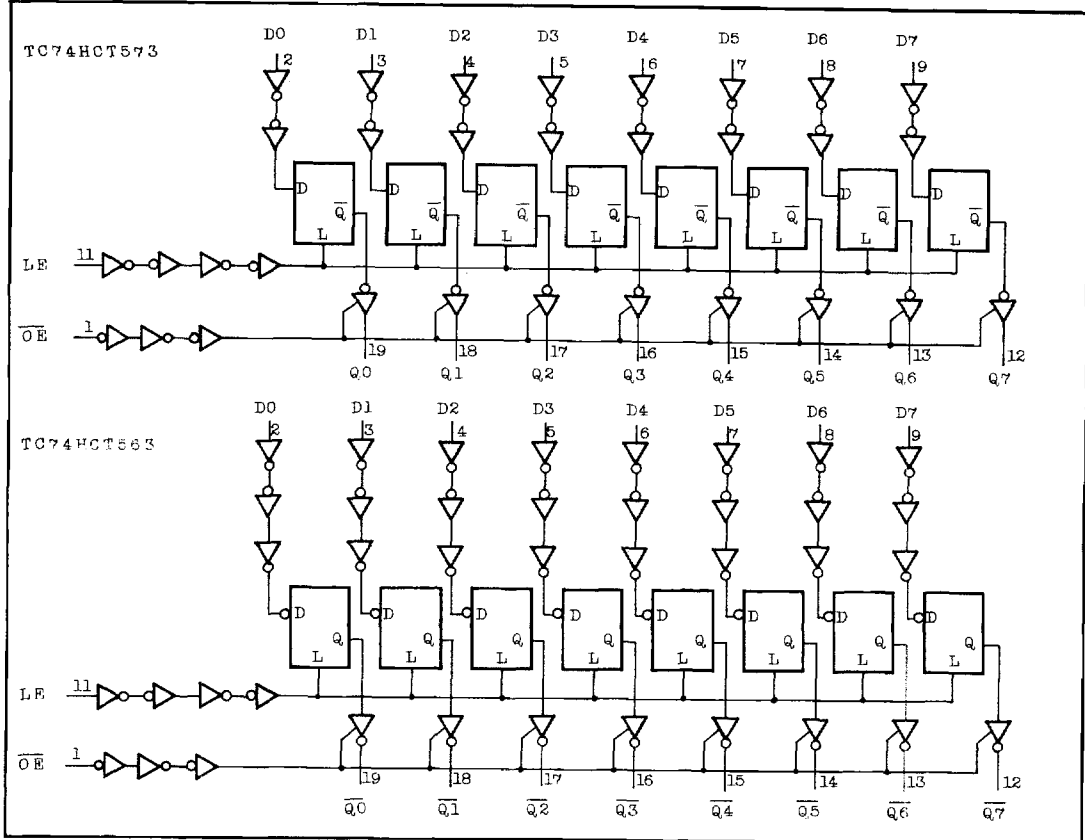 D0 D1 D2 D3 D4 D5 D6 D7
TC74HCT573
2 3 4 5 6 7 8 9
D D D D D D D D
Q̅ Q̅ Q̅ Q̅ Q̅ Q̅ Q̅ Q̅
L L L L L L L L
LE 11
O̅E̅ 1
19 18 17 16 15 14 13 12
Q0 Q1 Q2 Q3 Q4 Q5 Q6 Q7
D0 D1 D2 D3 D4 D5 D6 D7
TC74HCT563
2 3 4 5 6 7 8 9
D D D D D D D D
Q Q Q Q Q Q Q Q
L L L L L L L L
LE 11
O̅E̅ 1
19 18 17 16 15 14 13 12
Q̅0̅ Q̅1̅ Q̅2̅ Q̅3̅ Q̅4̅ Q̅5̅ Q̅6̅ Q̅7̅